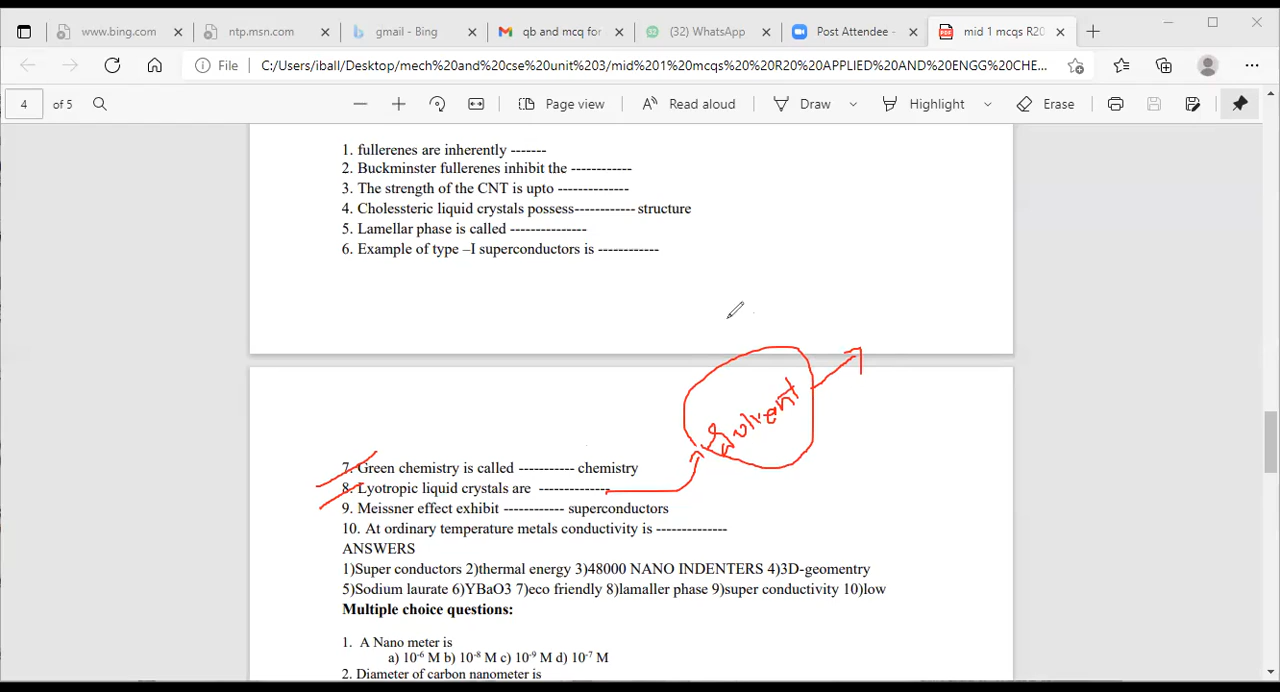 www.bing.com
ntp.msn.com
gmail - Bing
qb and mcq for
(32) WhatsApp
Post Attendee -
mid 1 mcqs R20
File
C:/Users/iball/Desktop/mech%20and%20cse%20unit%203/mid%201%20mcqs%20%20R20%20APPLIED%20AND%20ENGG%20CHE...
4 of 5
Page view
Read aloud
Draw
Highlight
Erase
1. fullerenes are inherently -------
2. Buckminster fullerenes inhibit the ------------
3. The strength of the CNT is upto --------------
4. Cholessteric liquid crystals possess------------ structure
5. Lamellar phase is called ---------------
6. Example of type –I superconductors is ------------
Solvent
7. Green chemistry is called ----------- chemistry
8. Lyotropic liquid crystals are --------------
9. Meissner effect exhibit ------------ superconductors
10. At ordinary temperature metals conductivity is --------------
ANSWERS
1)Super conductors 2)thermal energy 3)48000 NANO INDENTERS 4)3D-geomentry
5)Sodium laurate 6)YBaO3 7)eco friendly 8)lamaller phase 9)super conductivity 10)low
Multiple choice questions:
1. A Nano meter is
a) 10-6 M b) 10-8 M c) 10-9 M d) 10-7 M
2. Diameter of carbon nanometer is